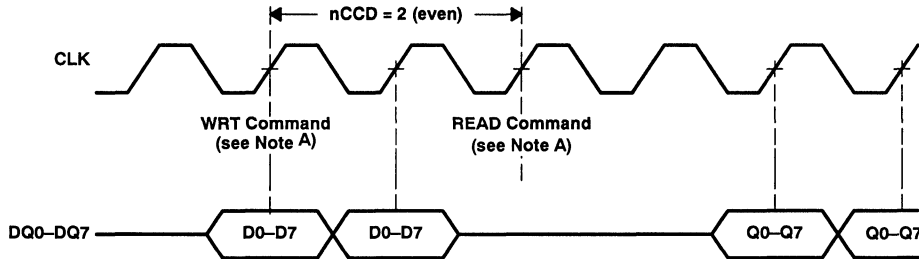 nCCD = 2 (even)
CLK
WRT Command
(see Note A)
READ Command
(see Note A)
DQ0–DQ7
D0–D7
D0–D7
Q0–Q7
Q0–Q7